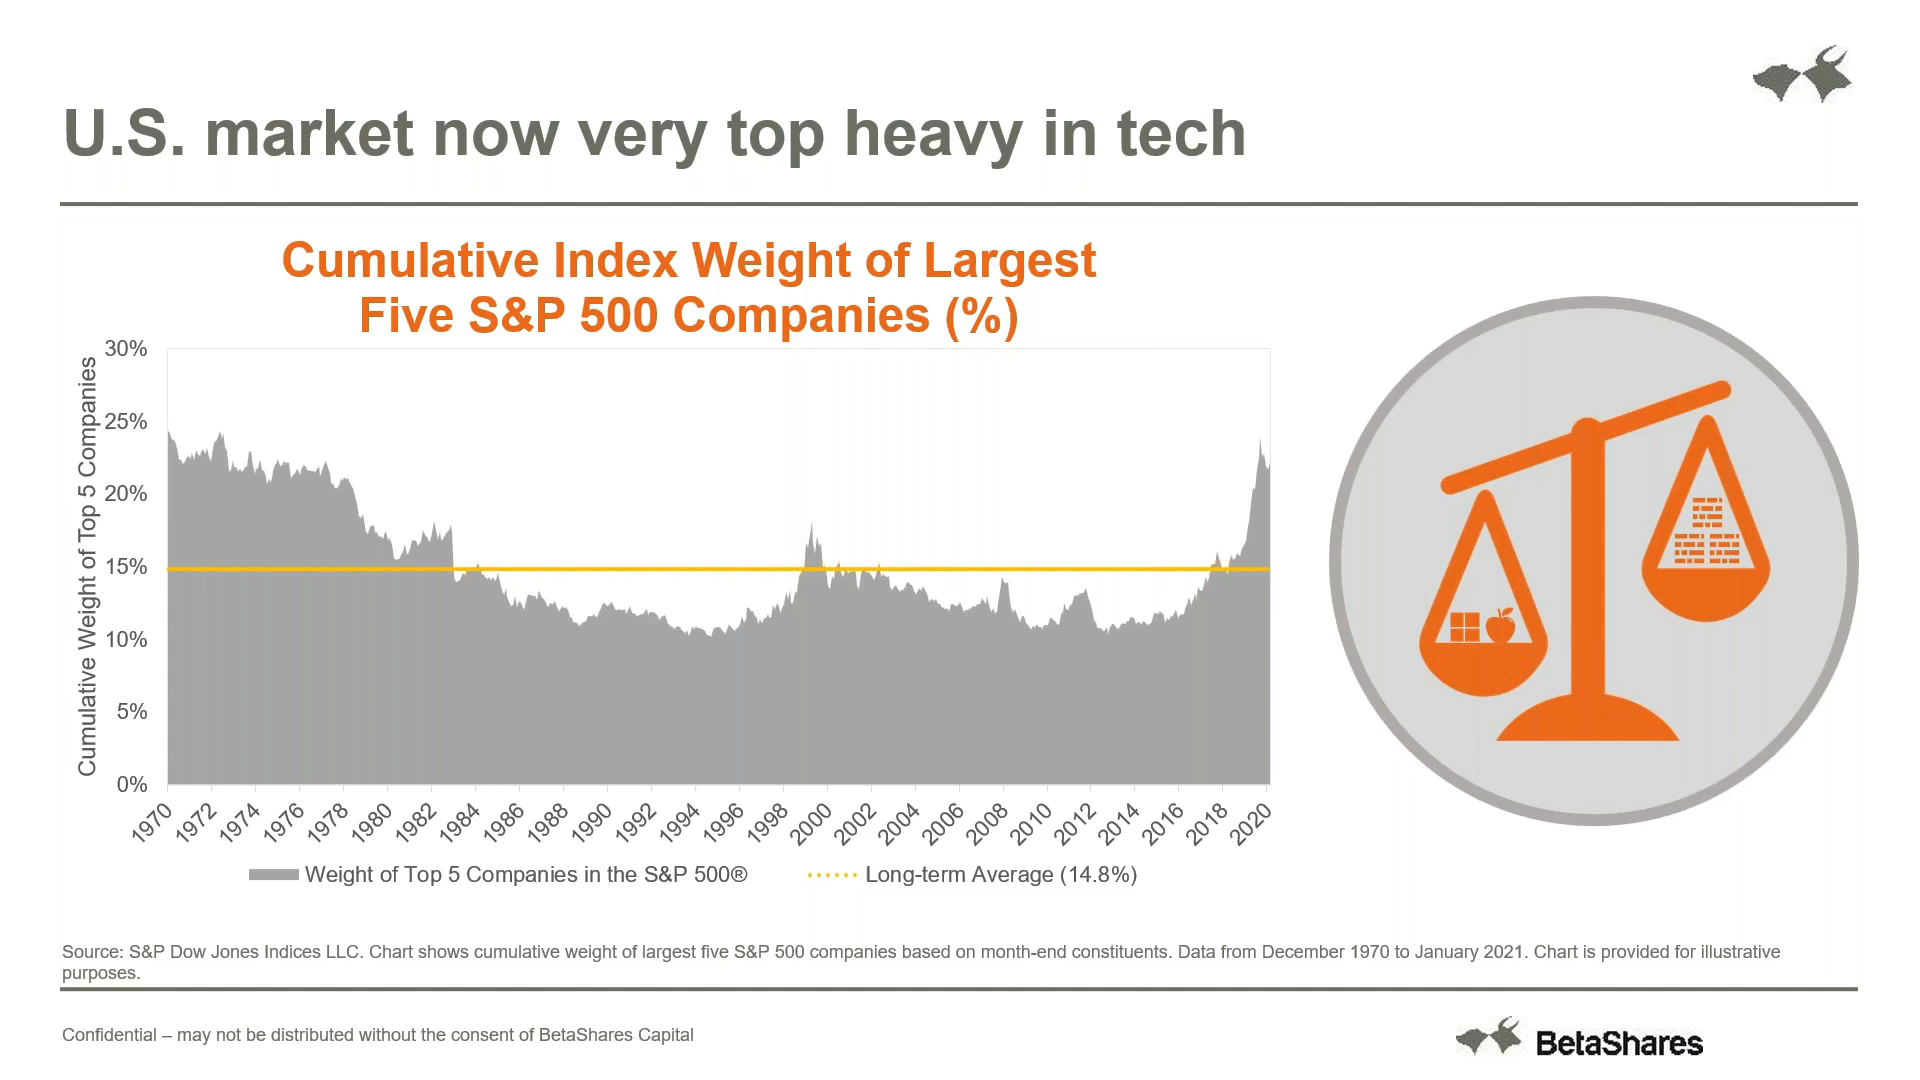 U.S. market now very top heavy in tech
Cumulative Index Weight of Largest
Five S&P 500 Companies (%)
Cumulative Weight of Top 5 Companies
30%
25%
20%
15%
10%
5%
0%
1970 1972 1974 1976 1978 1980 1982 1984 1986 1988 1990 1992 1994 1996 1998 2000 2002 2004 2006 2008 2010 2012 2014 2016 2018 2020
Weight of Top 5 Companies in the S&P 500® Long-term Average (14.8%)
Source: S&P Dow Jones Indices LLC. Chart shows cumulative weight of largest five S&P 500 companies based on month-end constituents. Data from December 1970 to January 2021. Chart is provided for illustrative
purposes.
Confidential – may not be distributed without the consent of BetaShares Capital
BetaShares